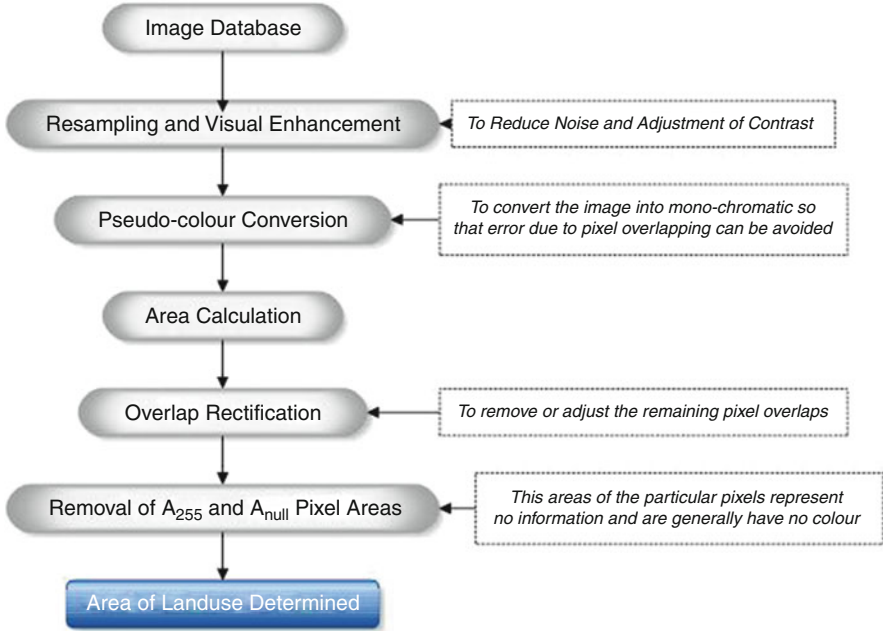 Image Database
Resampling and Visual Enhancement
To Reduce Noise and Adjustment of Contrast
Pseudo-colour Conversion
To convert the image into mono-chromatic so
that error due to pixel overlapping can be avoided
Area Calculation
Overlap Rectification
To remove or adjust the remaining pixel overlaps
Removal of A255 and Anull Pixel Areas
This areas of the particular pixels represent
no information and are generally have no colour
Area of Landuse Determined